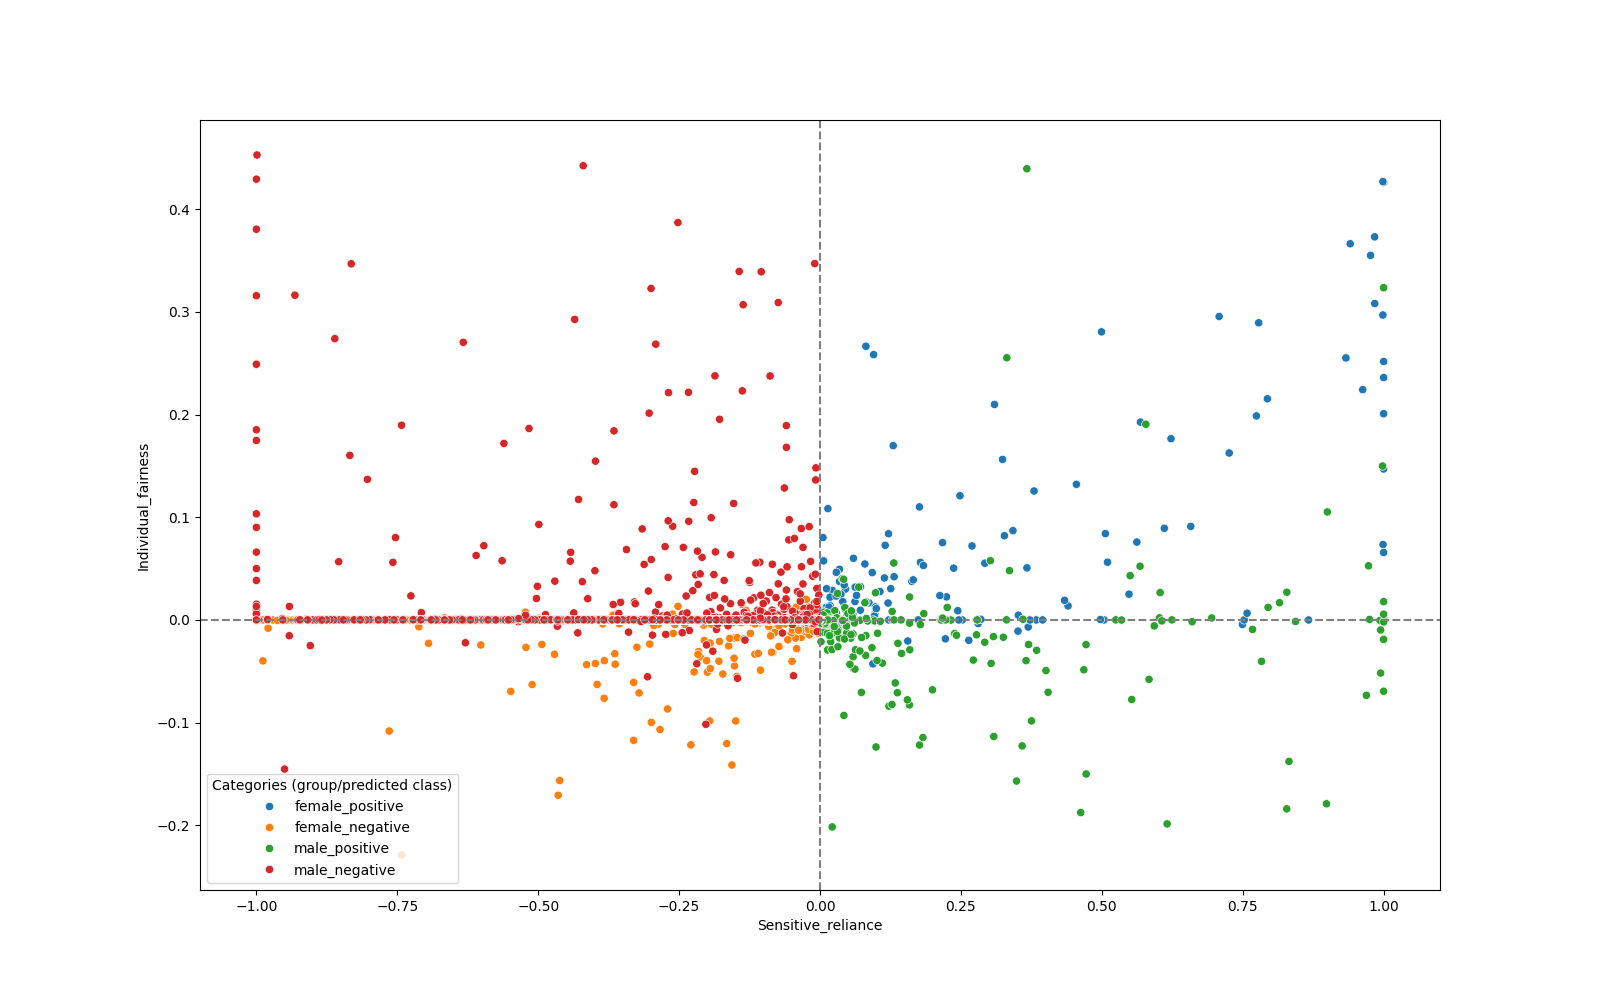 0.4
0.3
0.2
0.1
0.0
−0.1
−0.2
Individual_fairness
Categories (group/predicted class)
female_positive
female_negative
male_positive
male_negative
−1.00 −0.75 −0.50 −0.25 0.00 0.25 0.50 0.75 1.00
Sensitive_reliance